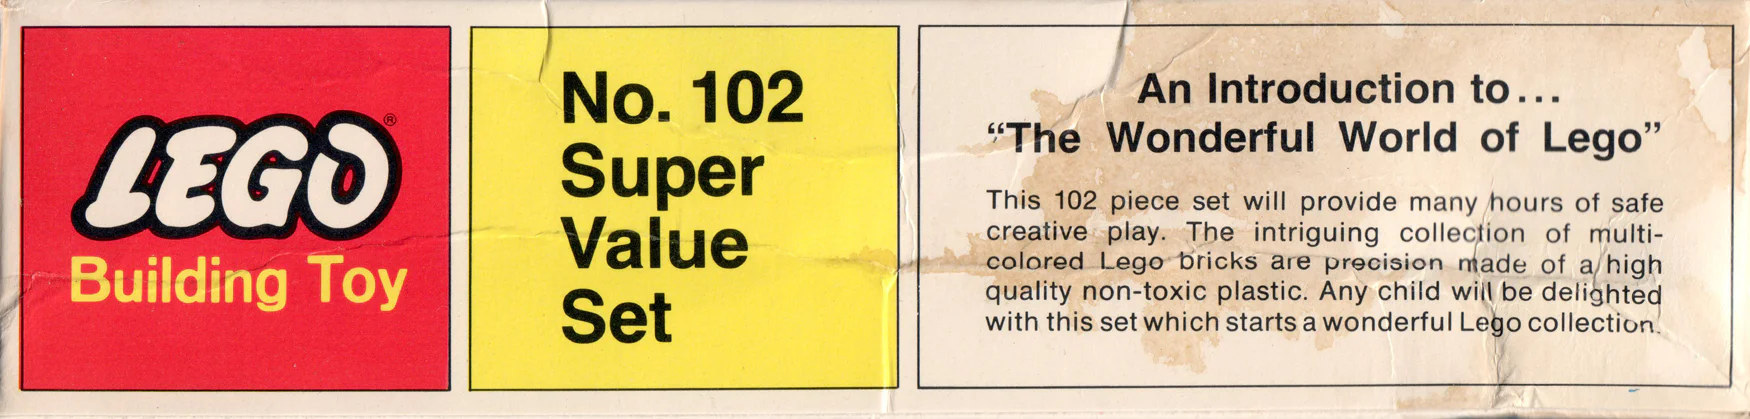 LEGO®
Building Toy
No. 102
Super
Value
Set
An Introduction to...
“The Wonderful World of Lego”
This 102 piece set will provide many hours of safe
creative play. The intriguing collection of multi-
colored Lego bricks are precision made of a high
quality non-toxic plastic. Any child will be delighted
with this set which starts a wonderful Lego collection.